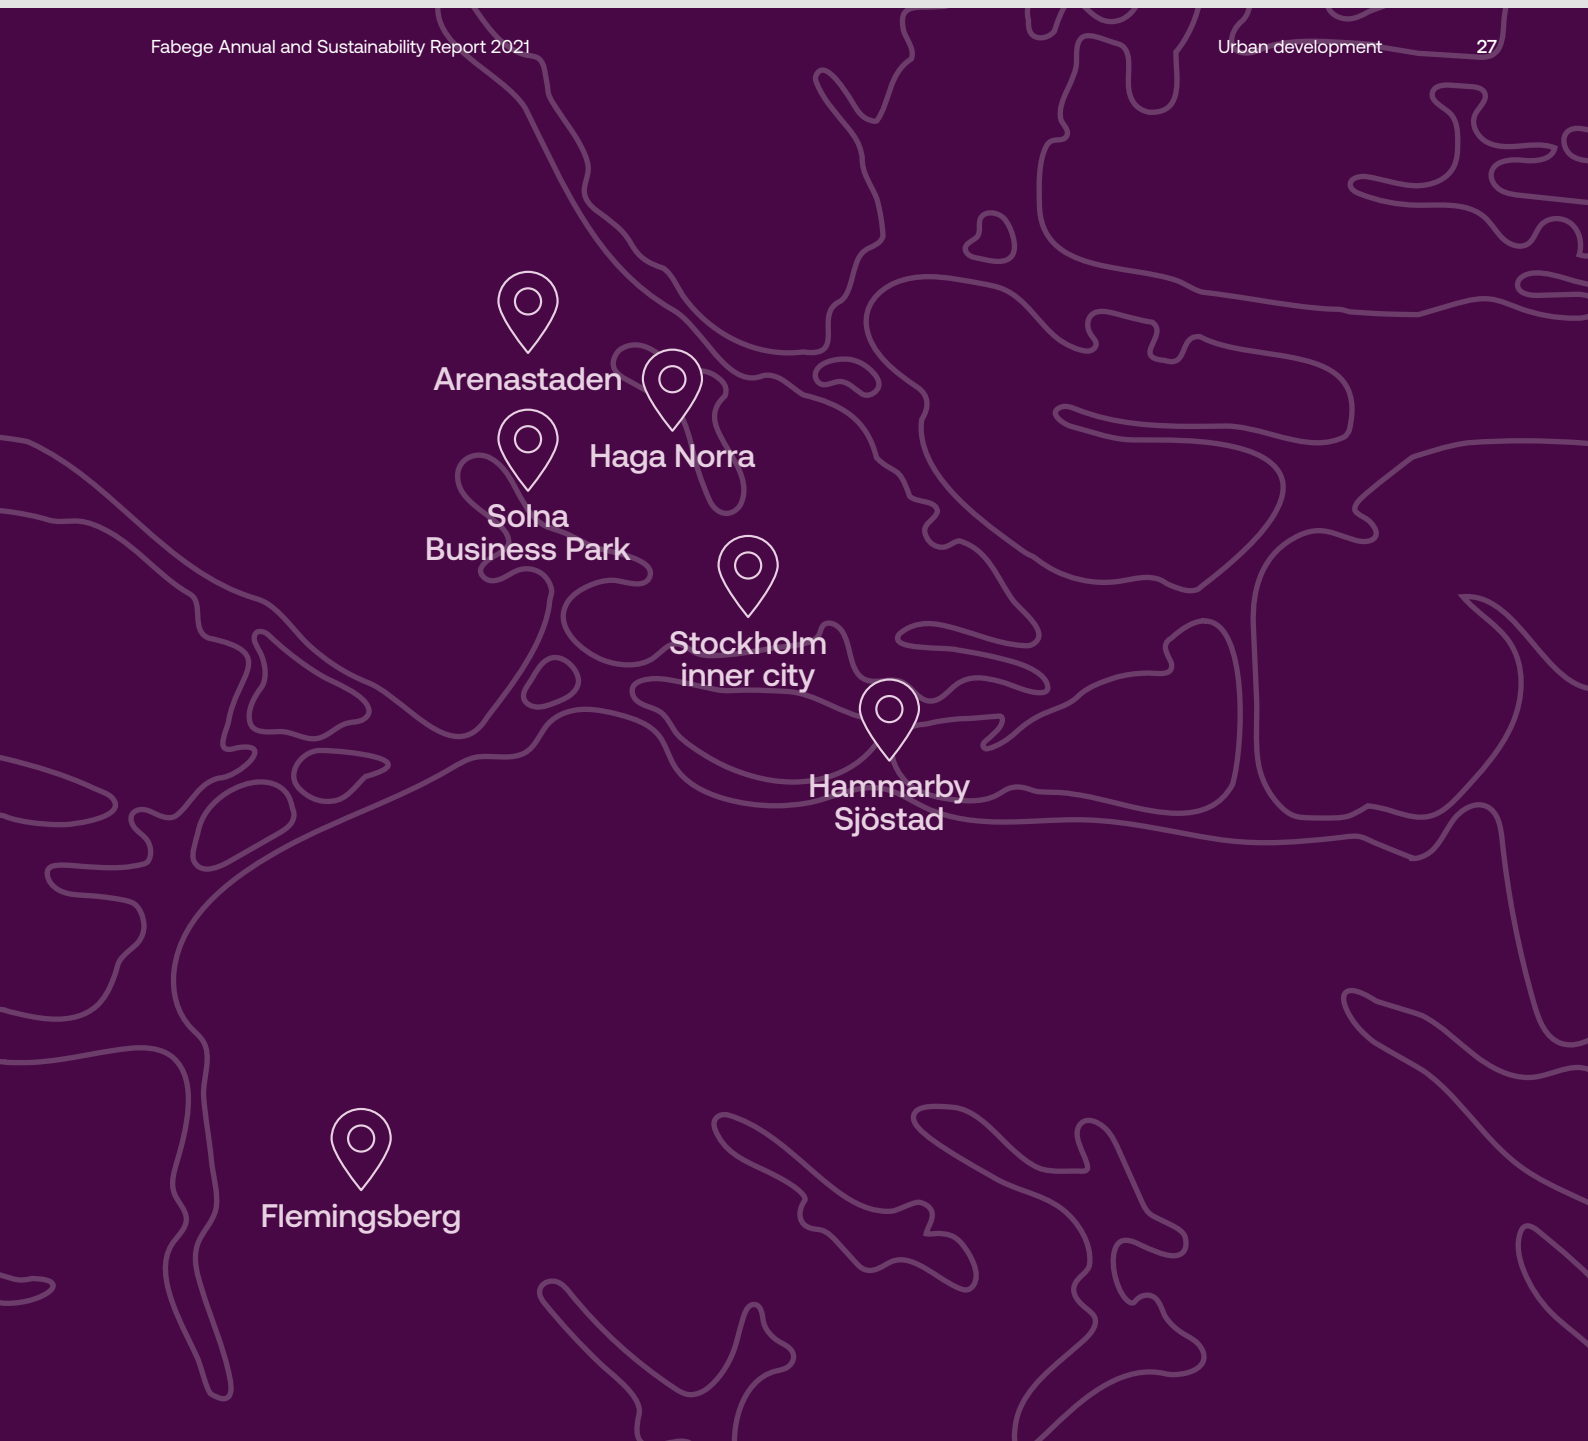 Fabege Annual and Sustainability Report 2021
Urban development
27
Arenastaden
Haga Norra
Solna
Business Park
Stockholm
inner city
Hammarby
Sjöstad
Flemingsberg